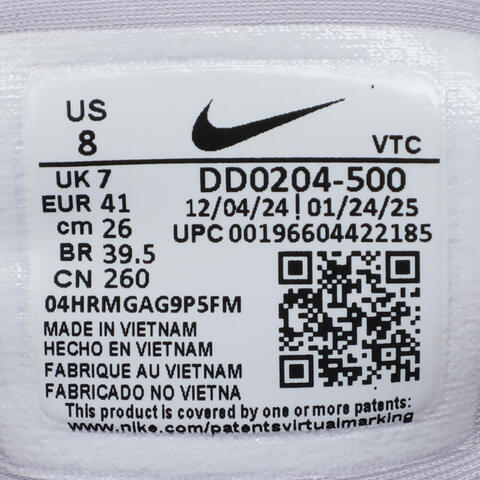 US
8
VTC
UK 7
EUR 41
cm 26
BR 39.5
CN 260
DD0204-500
12/04/24 | 01/24/25
UPC 00196604422185
04HRMGAG9P5FM
MADE IN VIETNAM
HECHO EN VIETNAM
FABRIQUE AU VIETNAM
FABRICADO NO VIETNA
This product is covered by one or more patents:
www.nike.com/patentsvirtualmarking